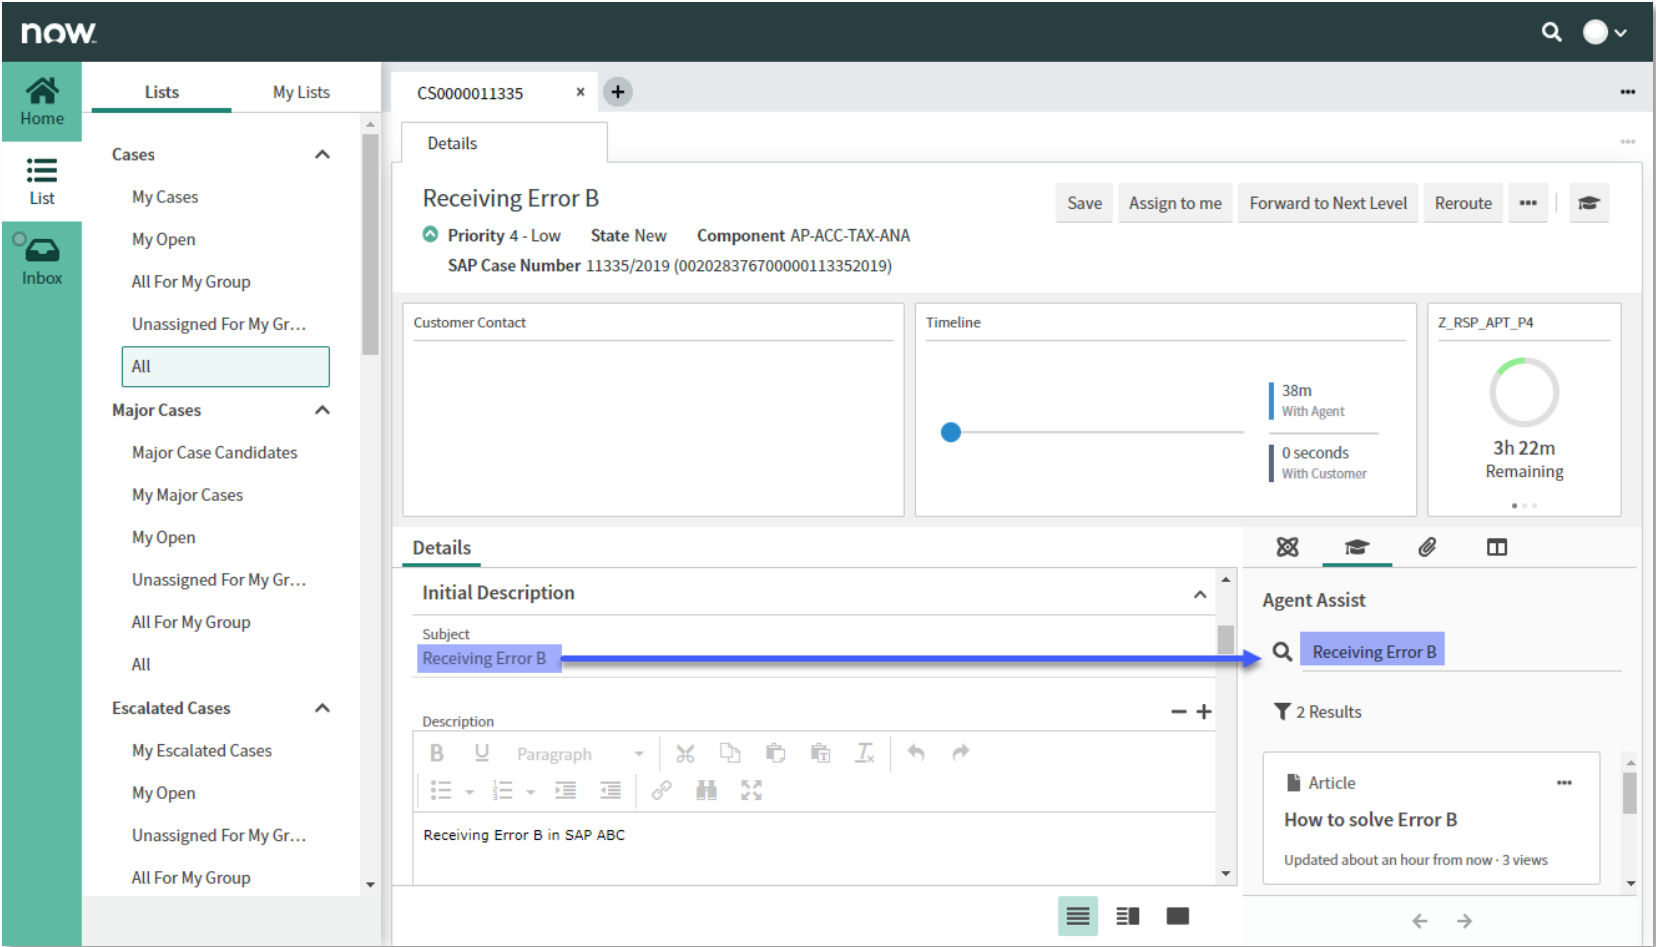 now
Home
List
Inbox
Lists
My Lists
Cases
My Cases
My Open
All For My Group
Unassigned For My Gr...
All
Major Cases
Major Case Candidates
My Major Cases
My Open
Unassigned For My Gr...
All For My Group
All
Escalated Cases
My Escalated Cases
My Open
Unassigned For My Gr...
All For My Group
CS0000011335
Details
Receiving Error B
Save
Assign to me
Forward to Next Level
Reroute
Priority 4 - Low State New Component AP-ACC-TAX-ANA
SAP Case Number 11335/2019 (002028376700000113352019)
Customer Contact
Timeline
38m
With Agent
0 seconds
With Customer
Z_RSP_APT_P4
3h 22m
Remaining
Details
Initial Description
Subject
Receiving Error B
Description
B U Paragraph
Receiving Error B in SAP ABC
Agent Assist
Receiving Error B
2 Results
Article
How to solve Error B
Updated about an hour from now · 3 views